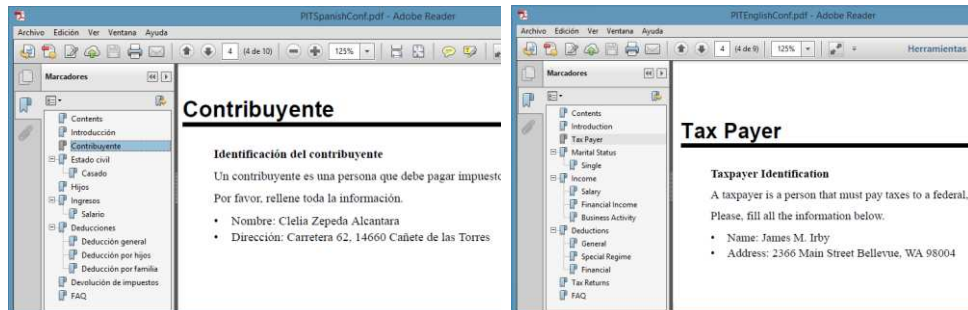 PITSpanishConf.pdf - Adobe Reader
Archivo Edición Ver Ventana Ayuda
4 (4 de 10) 125%
Marcadores
Contents
Introducción
Contribuyente
Estado civil
Casado
Hijos
Ingresos
Salario
Deducciones
Deducción general
Deducción por hijos
Deducción por familia
Devolución de impuestos
FAQ
Contribuyente
Identificación del contribuyente
Un contribuyente es una persona que debe pagar impuesto
Por favor, rellene toda la información.
• Nombre: Clelia Zepeda Alcantara
• Dirección: Carretera 62, 14660 Cañete de las Torres
PITEnglishConf.pdf - Adobe Reader
Archivo Edición Ver Ventana Ayuda
4 (4 de 9) 125% Herramientas
Marcadores
Contents
Introduction
Tax Payer
Marital Status
Single
Income
Salary
Financial Income
Business Activity
Deductions
General
Special Regime
Financial
Tax Returns
FAQ
Tax Payer
Taxpayer Identification
A taxpayer is a person that must pay taxes to a federal,
Please, fill all the information below.
• Name: James M. Irby
• Address: 2366 Main Street Bellevue, WA 98004